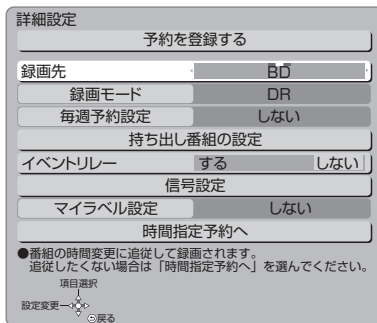 詳細設定
予約を登録する
録画先 BD
録画モード DR
毎週予約設定 しない
持ち出し番組の設定
イベントリレー する しない
信号設定
マイラベル設定 しない
時間指定予約へ
●番組の時間変更に追従して録画されます。
追従したくない場合は「時間指定予約へ」を選んでください。
項目選択
設定変更
戻る